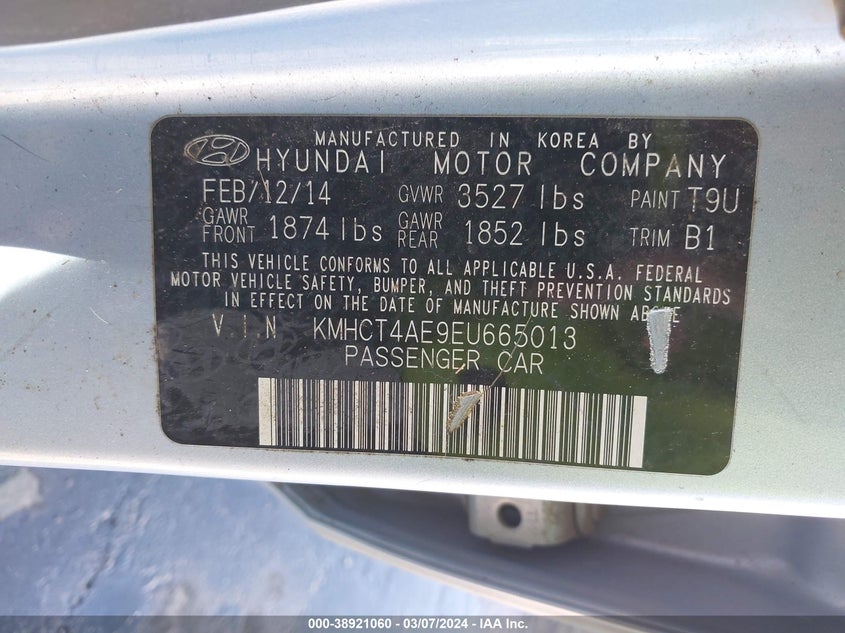 MANUFACTURED IN KOREA BY
HYUNDAI MOTOR COMPANY
FEB/12/14 GVWR 3527 lbs PAINT T9U
GAWR FRONT 1874 lbs GAWR REAR 1852 lbs TRIM B1
THIS VEHICLE CONFORMS TO ALL APPLICABLE U.S.A. FEDERAL
MOTOR VEHICLE SAFETY, BUMPER, AND THEFT PREVENTION STANDARDS
IN EFFECT ON THE DATE OF MANUFACTURE SHOWN ABOVE
V.I.N KMHCT4AE9EU665013
PASSENGER CAR
000-38921060 - 03/07/2024 - IAA Inc.